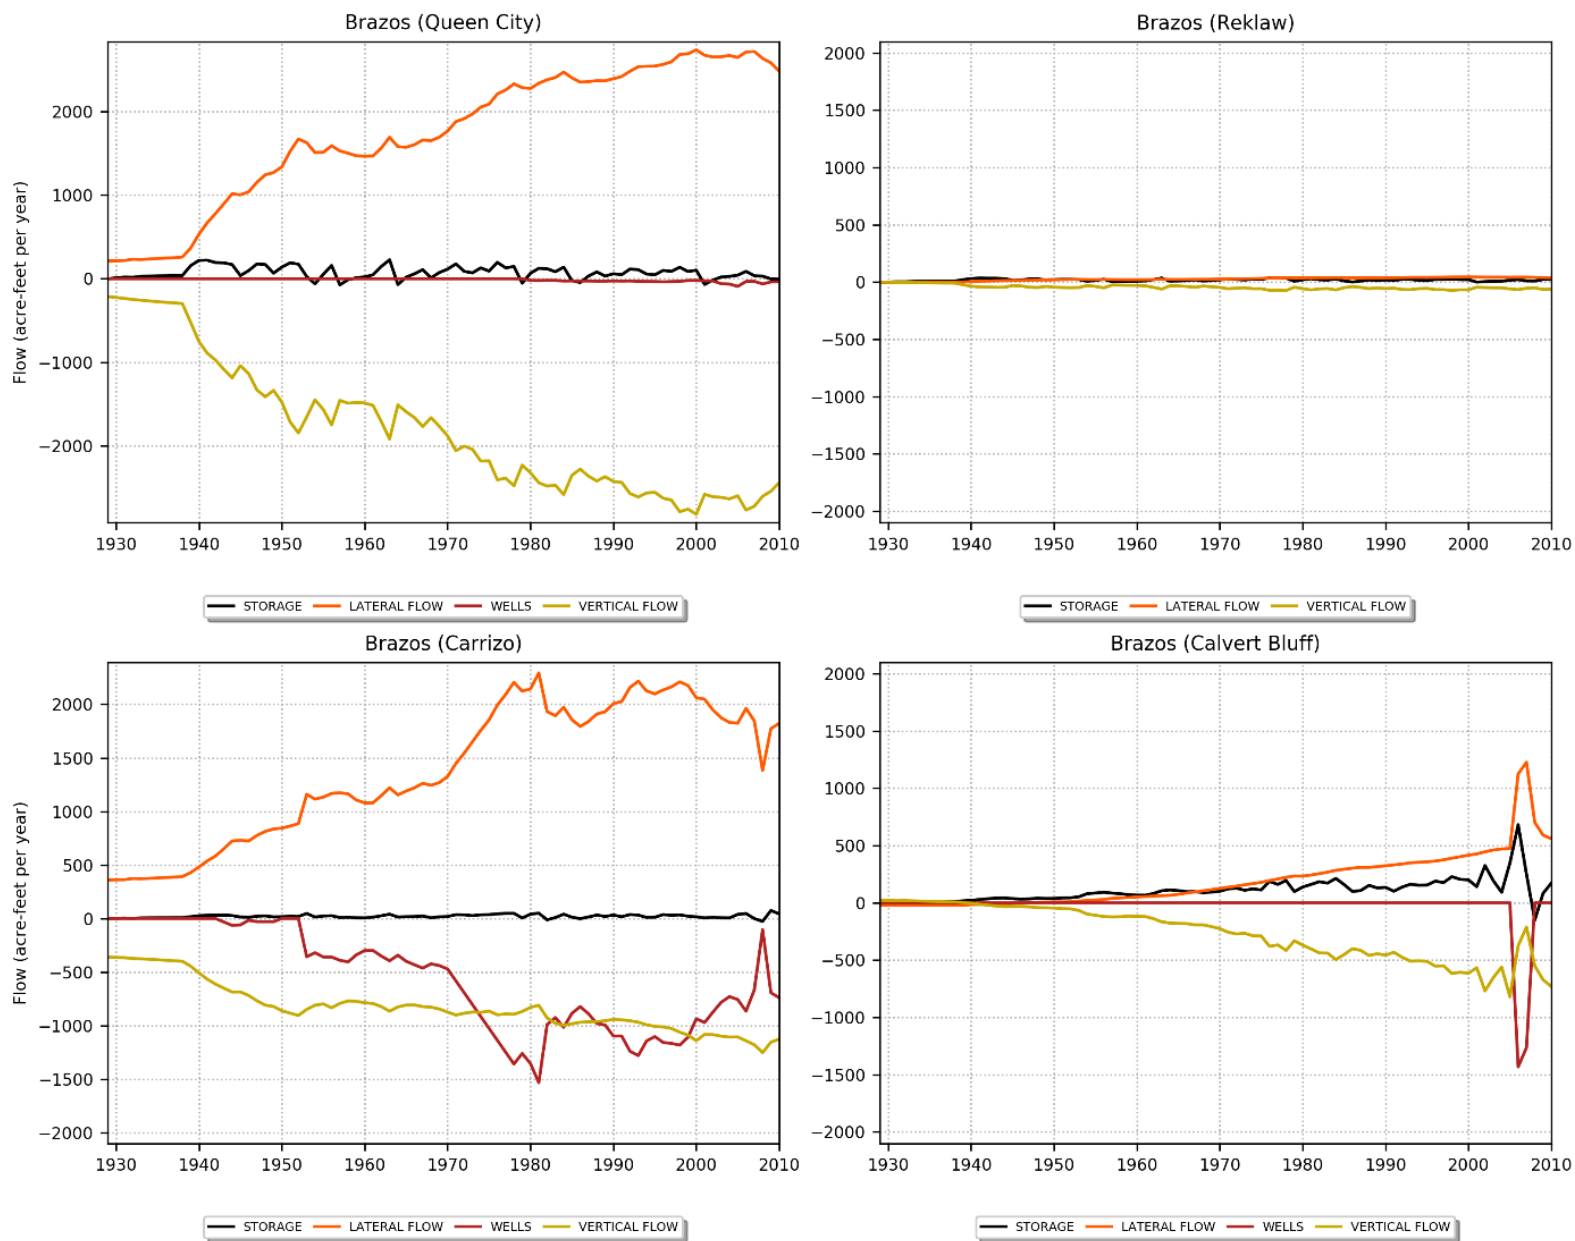 Brazos (Queen City)
Flow (acre-feet per year)
2000
1000
0
−1000
−2000
1930 1940 1950 1960 1970 1980 1990 2000 2010
STORAGE LATERAL FLOW WELLS VERTICAL FLOW
Brazos (Reklaw)
2000
1500
1000
500
0
−500
−1000
−1500
−2000
1930 1940 1950 1960 1970 1980 1990 2000 2010
STORAGE LATERAL FLOW VERTICAL FLOW
Brazos (Carrizo)
Flow (acre-feet per year)
2000
1500
1000
500
0
−500
−1000
−1500
−2000
1930 1940 1950 1960 1970 1980 1990 2000 2010
STORAGE LATERAL FLOW WELLS VERTICAL FLOW
Brazos (Calvert Bluff)
2000
1500
1000
500
0
−500
−1000
−1500
−2000
1930 1940 1950 1960 1970 1980 1990 2000 2010
STORAGE LATERAL FLOW WELLS VERTICAL FLOW